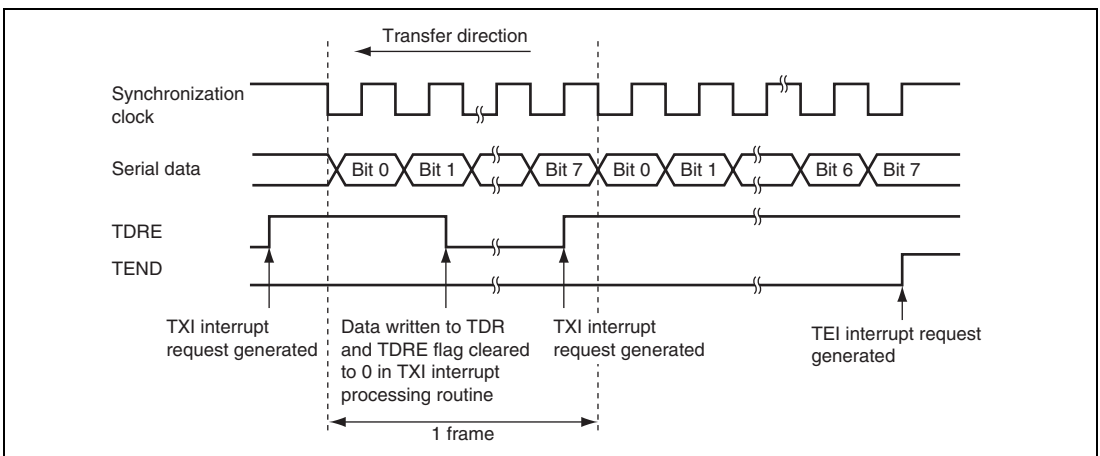 Transfer direction
Synchronization
clock
Serial data
Bit 0
Bit 1
Bit 7
Bit 0
Bit 1
Bit 6
Bit 7
TDRE
TEND
TXI interrupt
request generated
Data written to TDR
and TDRE flag cleared
to 0 in TXI interrupt
processing routine
TXI interrupt
request generated
TEI interrupt request
generated
1 frame